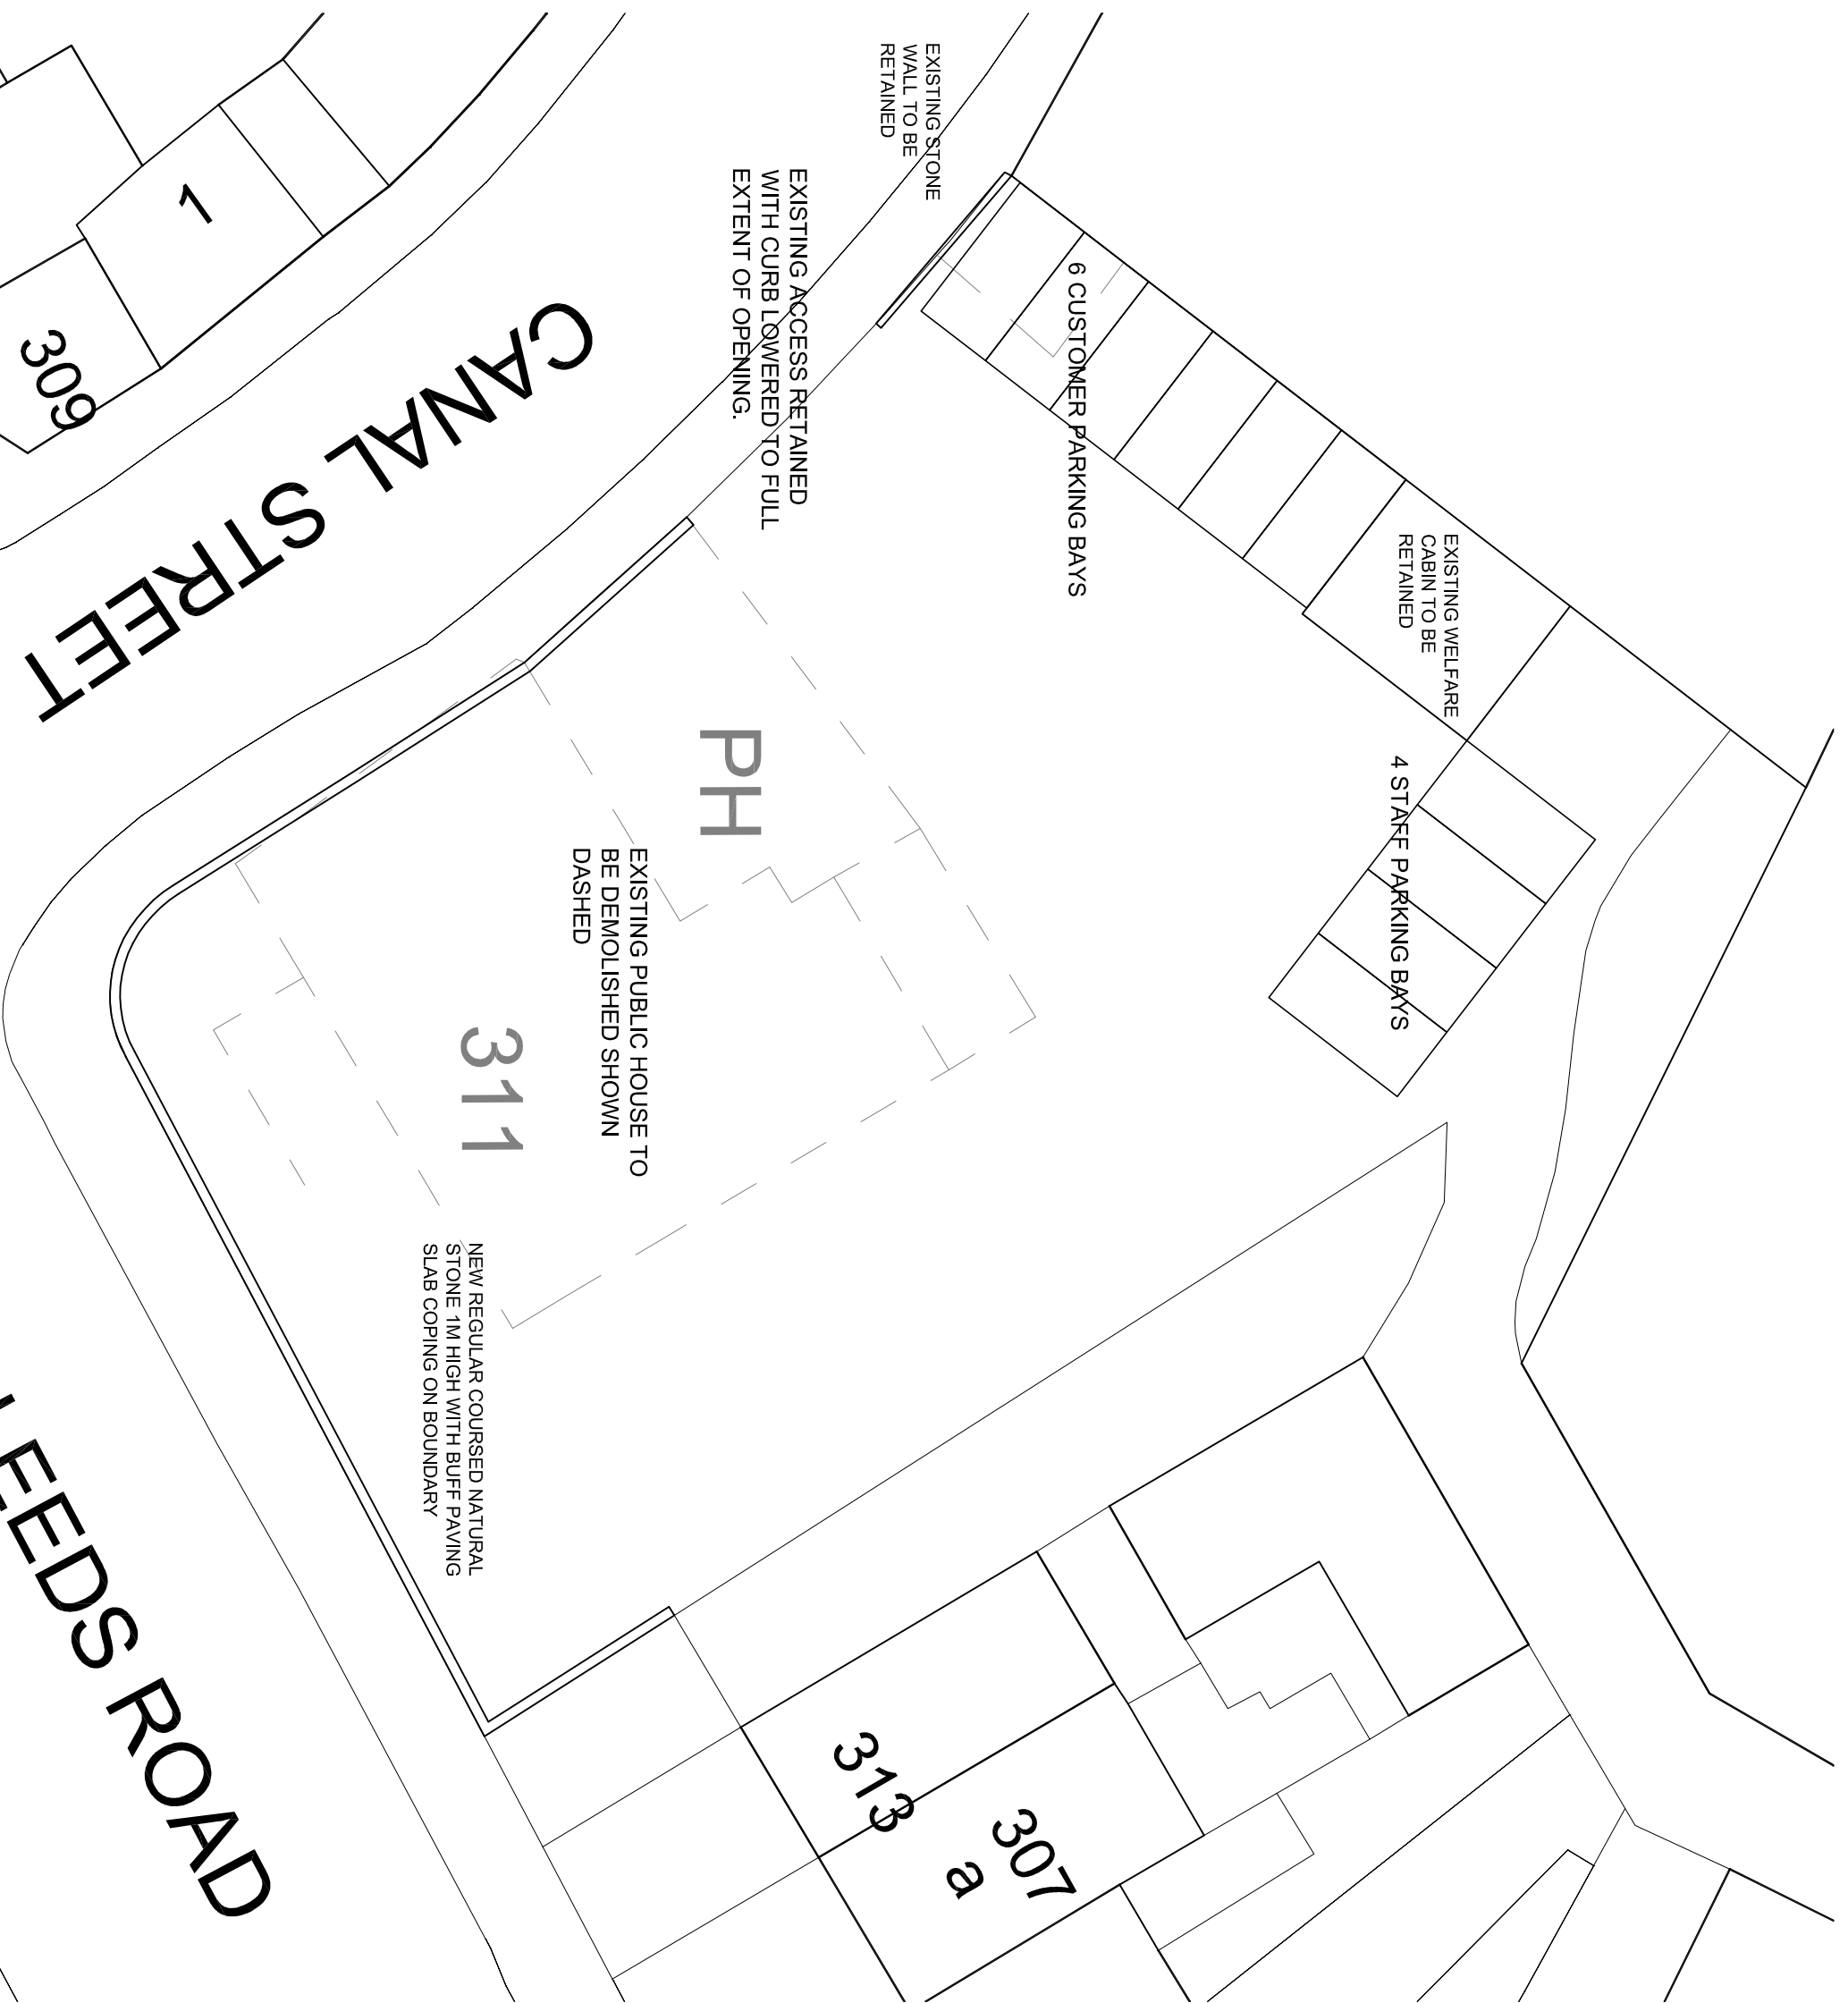 EXISTING STONE
WALL TO BE
RETAINED
EXISTING ACCESS RETAINED
WITH CURB LOWERED TO FULL
EXTENT OF OPENING.
6 CUSTOMER PARKING BAYS
EXISTING WELFARE
CABIN TO BE
RETAINED
4 STAFF PARKING BAYS
1
309
CANAL STREET
PH
EXISTING PUBLIC HOUSE TO
BE DEMOLISHED SHOWN
DASHED
311
NEW REGULAR COURSED NATURAL
STONE 1M HIGH WITH BUFF PAVING
SLAB COPING ON BOUNDARY
LEEDS ROAD
313
307
a